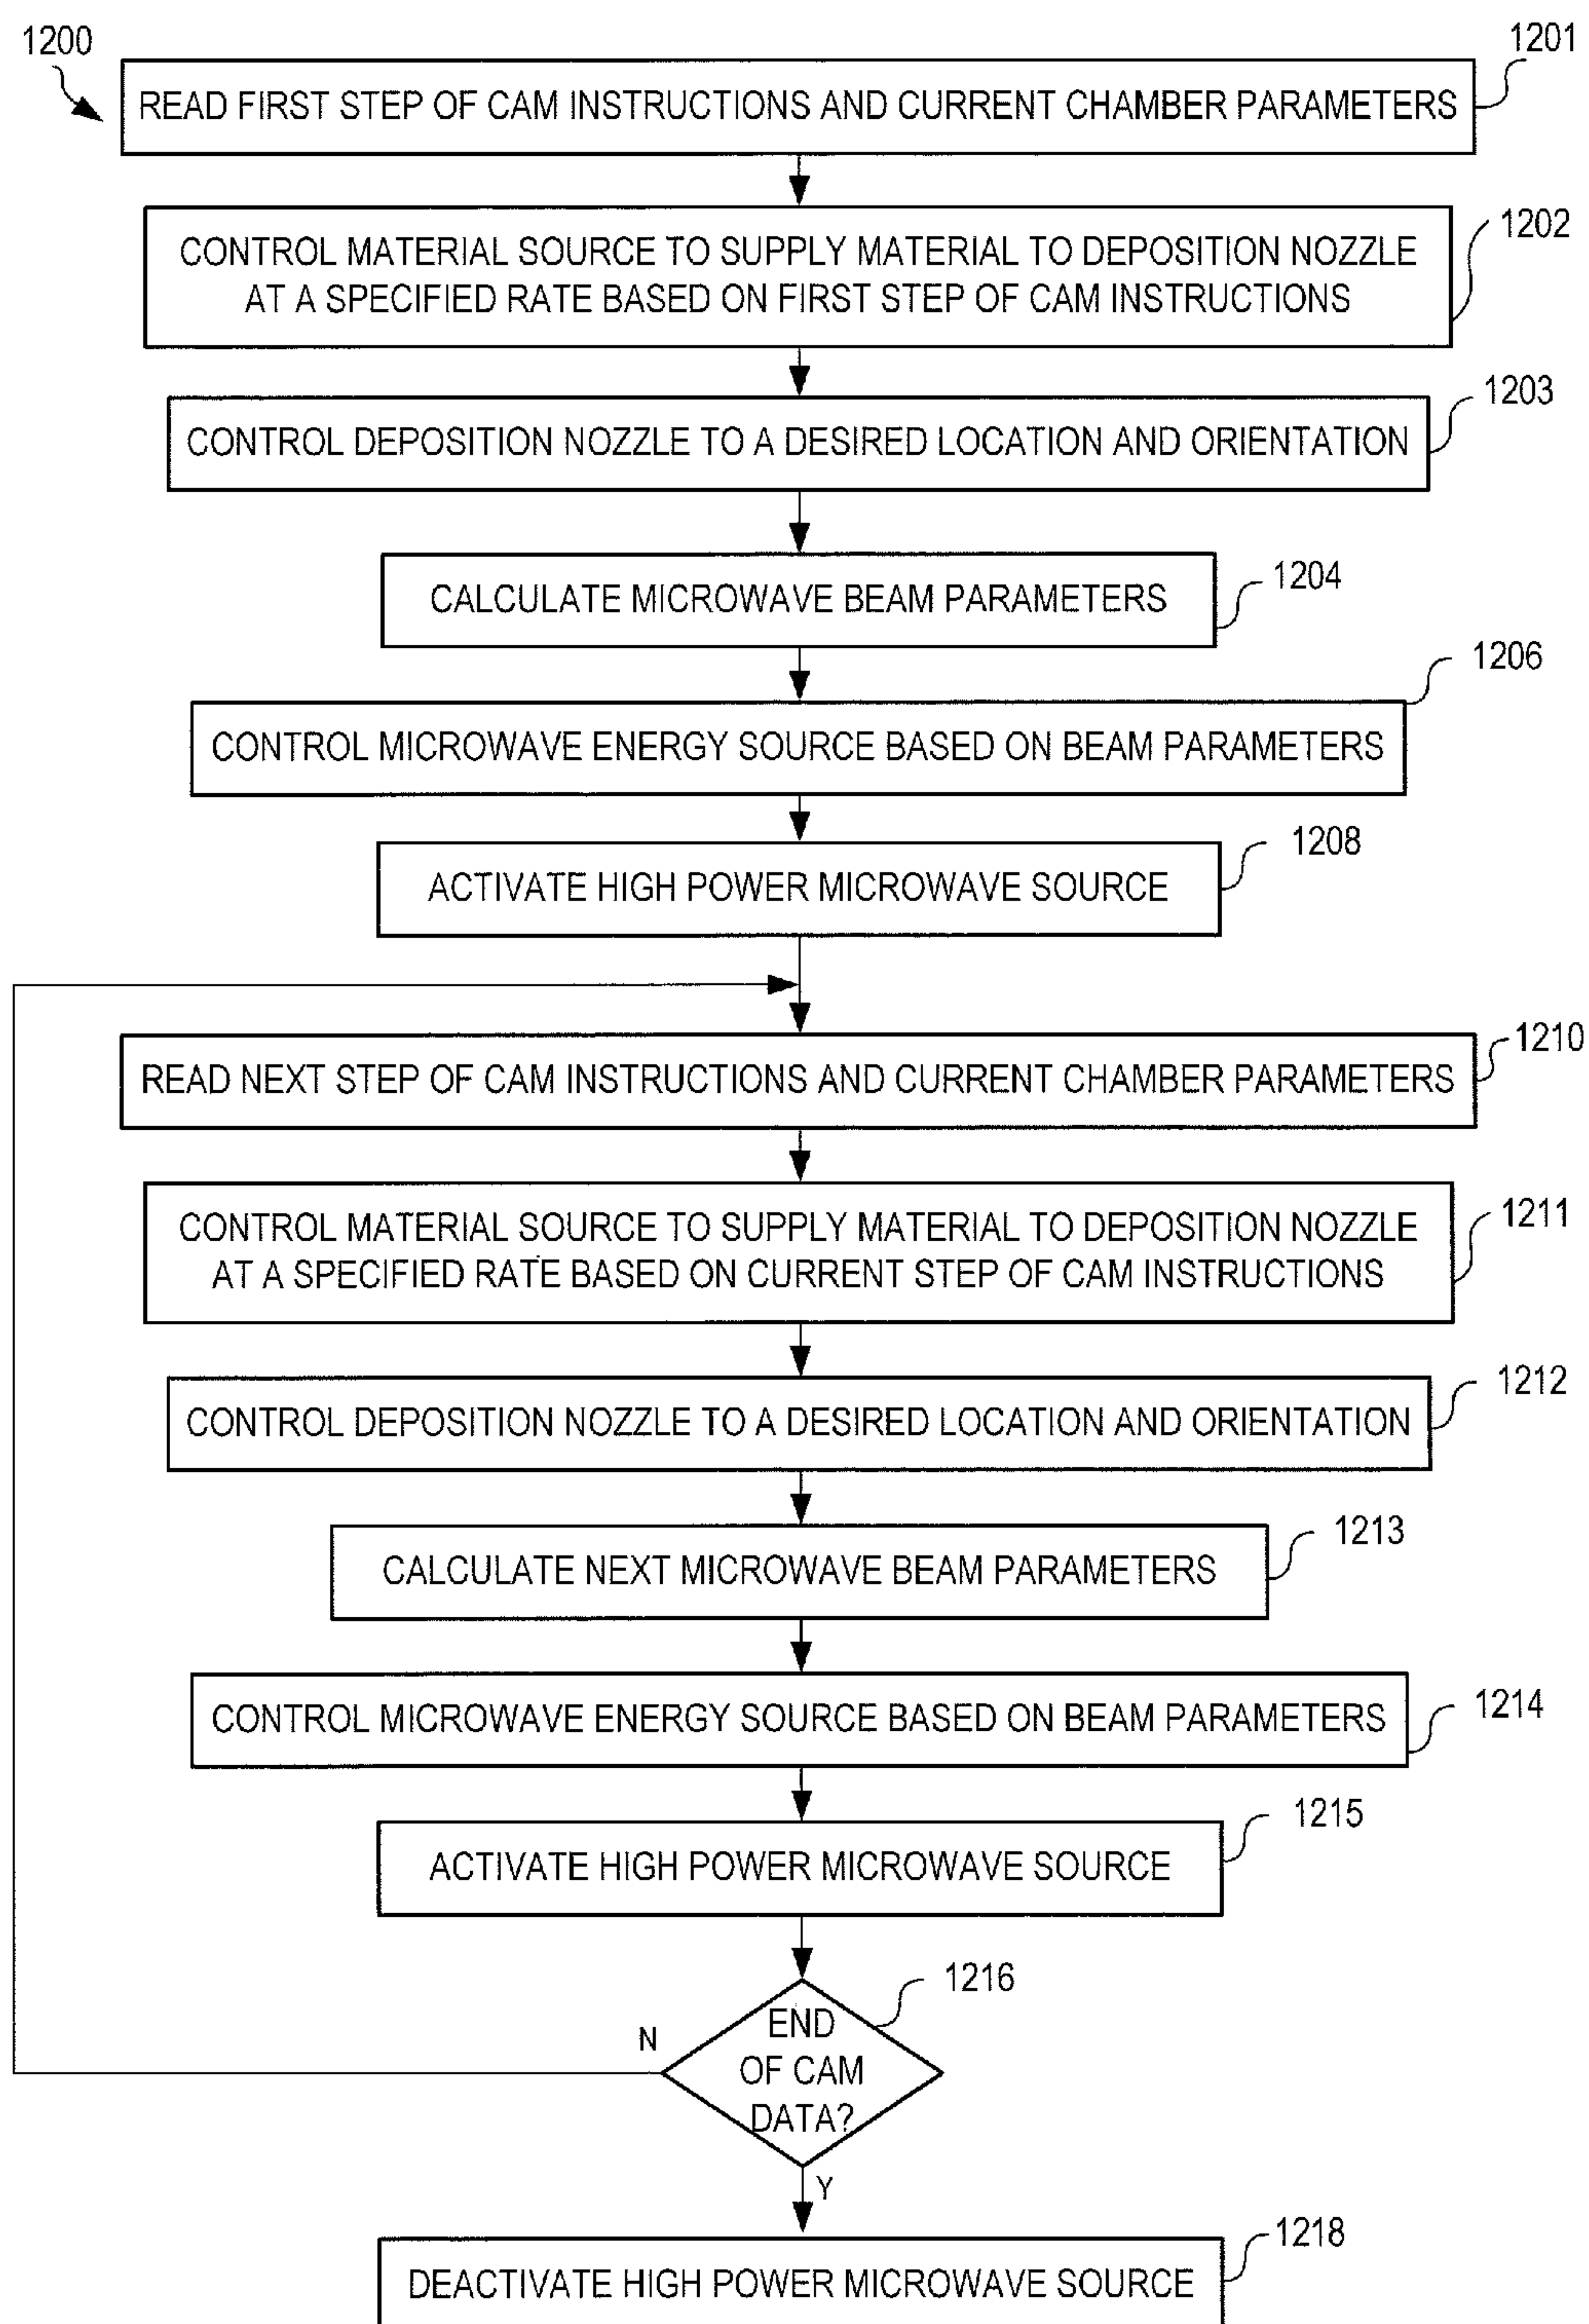 1200
1201
READ FIRST STEP OF CAM INSTRUCTIONS AND CURRENT CHAMBER PARAMETERS
1202
CONTROL MATERIAL SOURCE TO SUPPLY MATERIAL TO DEPOSITION NOZZLE
AT A SPECIFIED RATE BASED ON FIRST STEP OF CAM INSTRUCTIONS
1203
CONTROL DEPOSITION NOZZLE TO A DESIRED LOCATION AND ORIENTATION
1204
CALCULATE MICROWAVE BEAM PARAMETERS
1206
CONTROL MICROWAVE ENERGY SOURCE BASED ON BEAM PARAMETERS
1208
ACTIVATE HIGH POWER MICROWAVE SOURCE
1210
READ NEXT STEP OF CAM INSTRUCTIONS AND CURRENT CHAMBER PARAMETERS
1211
CONTROL MATERIAL SOURCE TO SUPPLY MATERIAL TO DEPOSITION NOZZLE
AT A SPECIFIED RATE BASED ON CURRENT STEP OF CAM INSTRUCTIONS
1212
CONTROL DEPOSITION NOZZLE TO A DESIRED LOCATION AND ORIENTATION
1213
CALCULATE NEXT MICROWAVE BEAM PARAMETERS
1214
CONTROL MICROWAVE ENERGY SOURCE BASED ON BEAM PARAMETERS
1215
ACTIVATE HIGH POWER MICROWAVE SOURCE
1216
END
OF CAM
DATA?
N
Y
1218
DEACTIVATE HIGH POWER MICROWAVE SOURCE